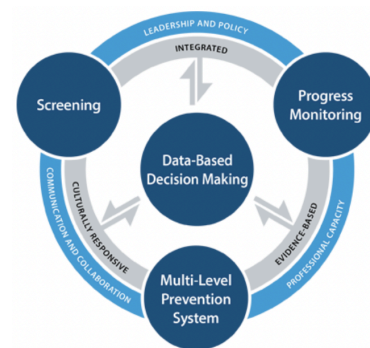 LEADERSHIP AND POLICY
INTEGRATED
Screening
Progress
Monitoring
Data-Based
Decision Making
COMMUNICATION AND COLLABORATION
CULTURALLY RESPONSIVE
EVIDENCE-BASED
PROFESSIONAL CAPACITY
Multi-Level
Prevention
System